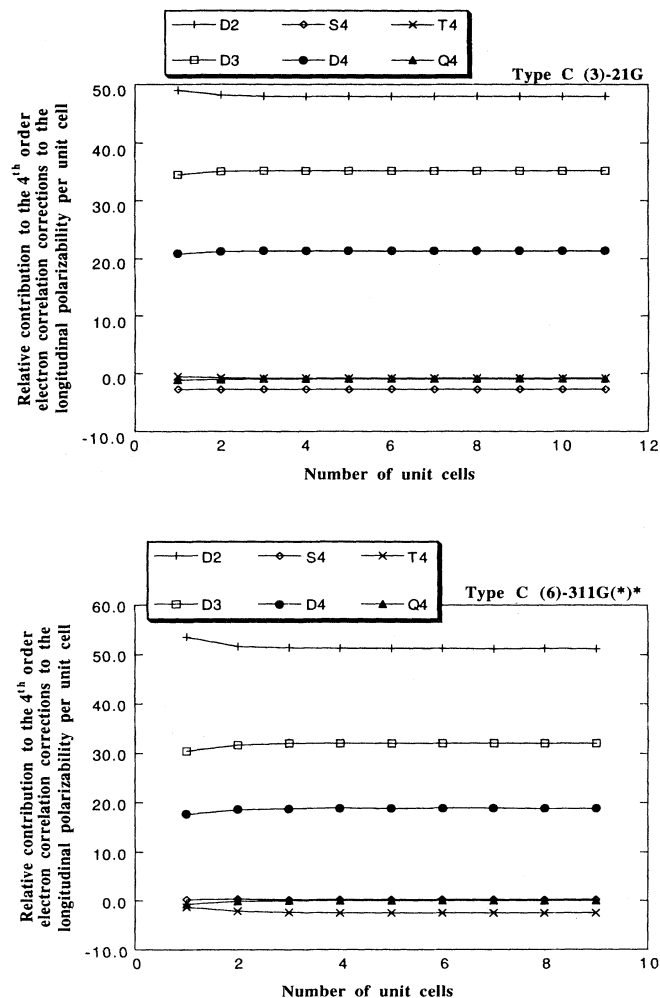 D2 S4 T4
D3 D4 Q4
Type C (3)-21G
Relative contribution to the 4th order
electron correlation corrections to the
longitudinal polarizability per unit cell
50.0
40.0
30.0
20.0
10.0
0.0
-10.0
0 2 4 6 8 10 12
Number of unit cells
D2 S4 T4
D3 D4 Q4
Type C (6)-311G(*)*
Relative contribution to the 4th order
electron correlation corrections to the
longitudinal polarizability per unit cell
60.0
50.0
40.0
30.0
20.0
10.0
0.0
-10.0
0 2 4 6 8 10
Number of unit cells